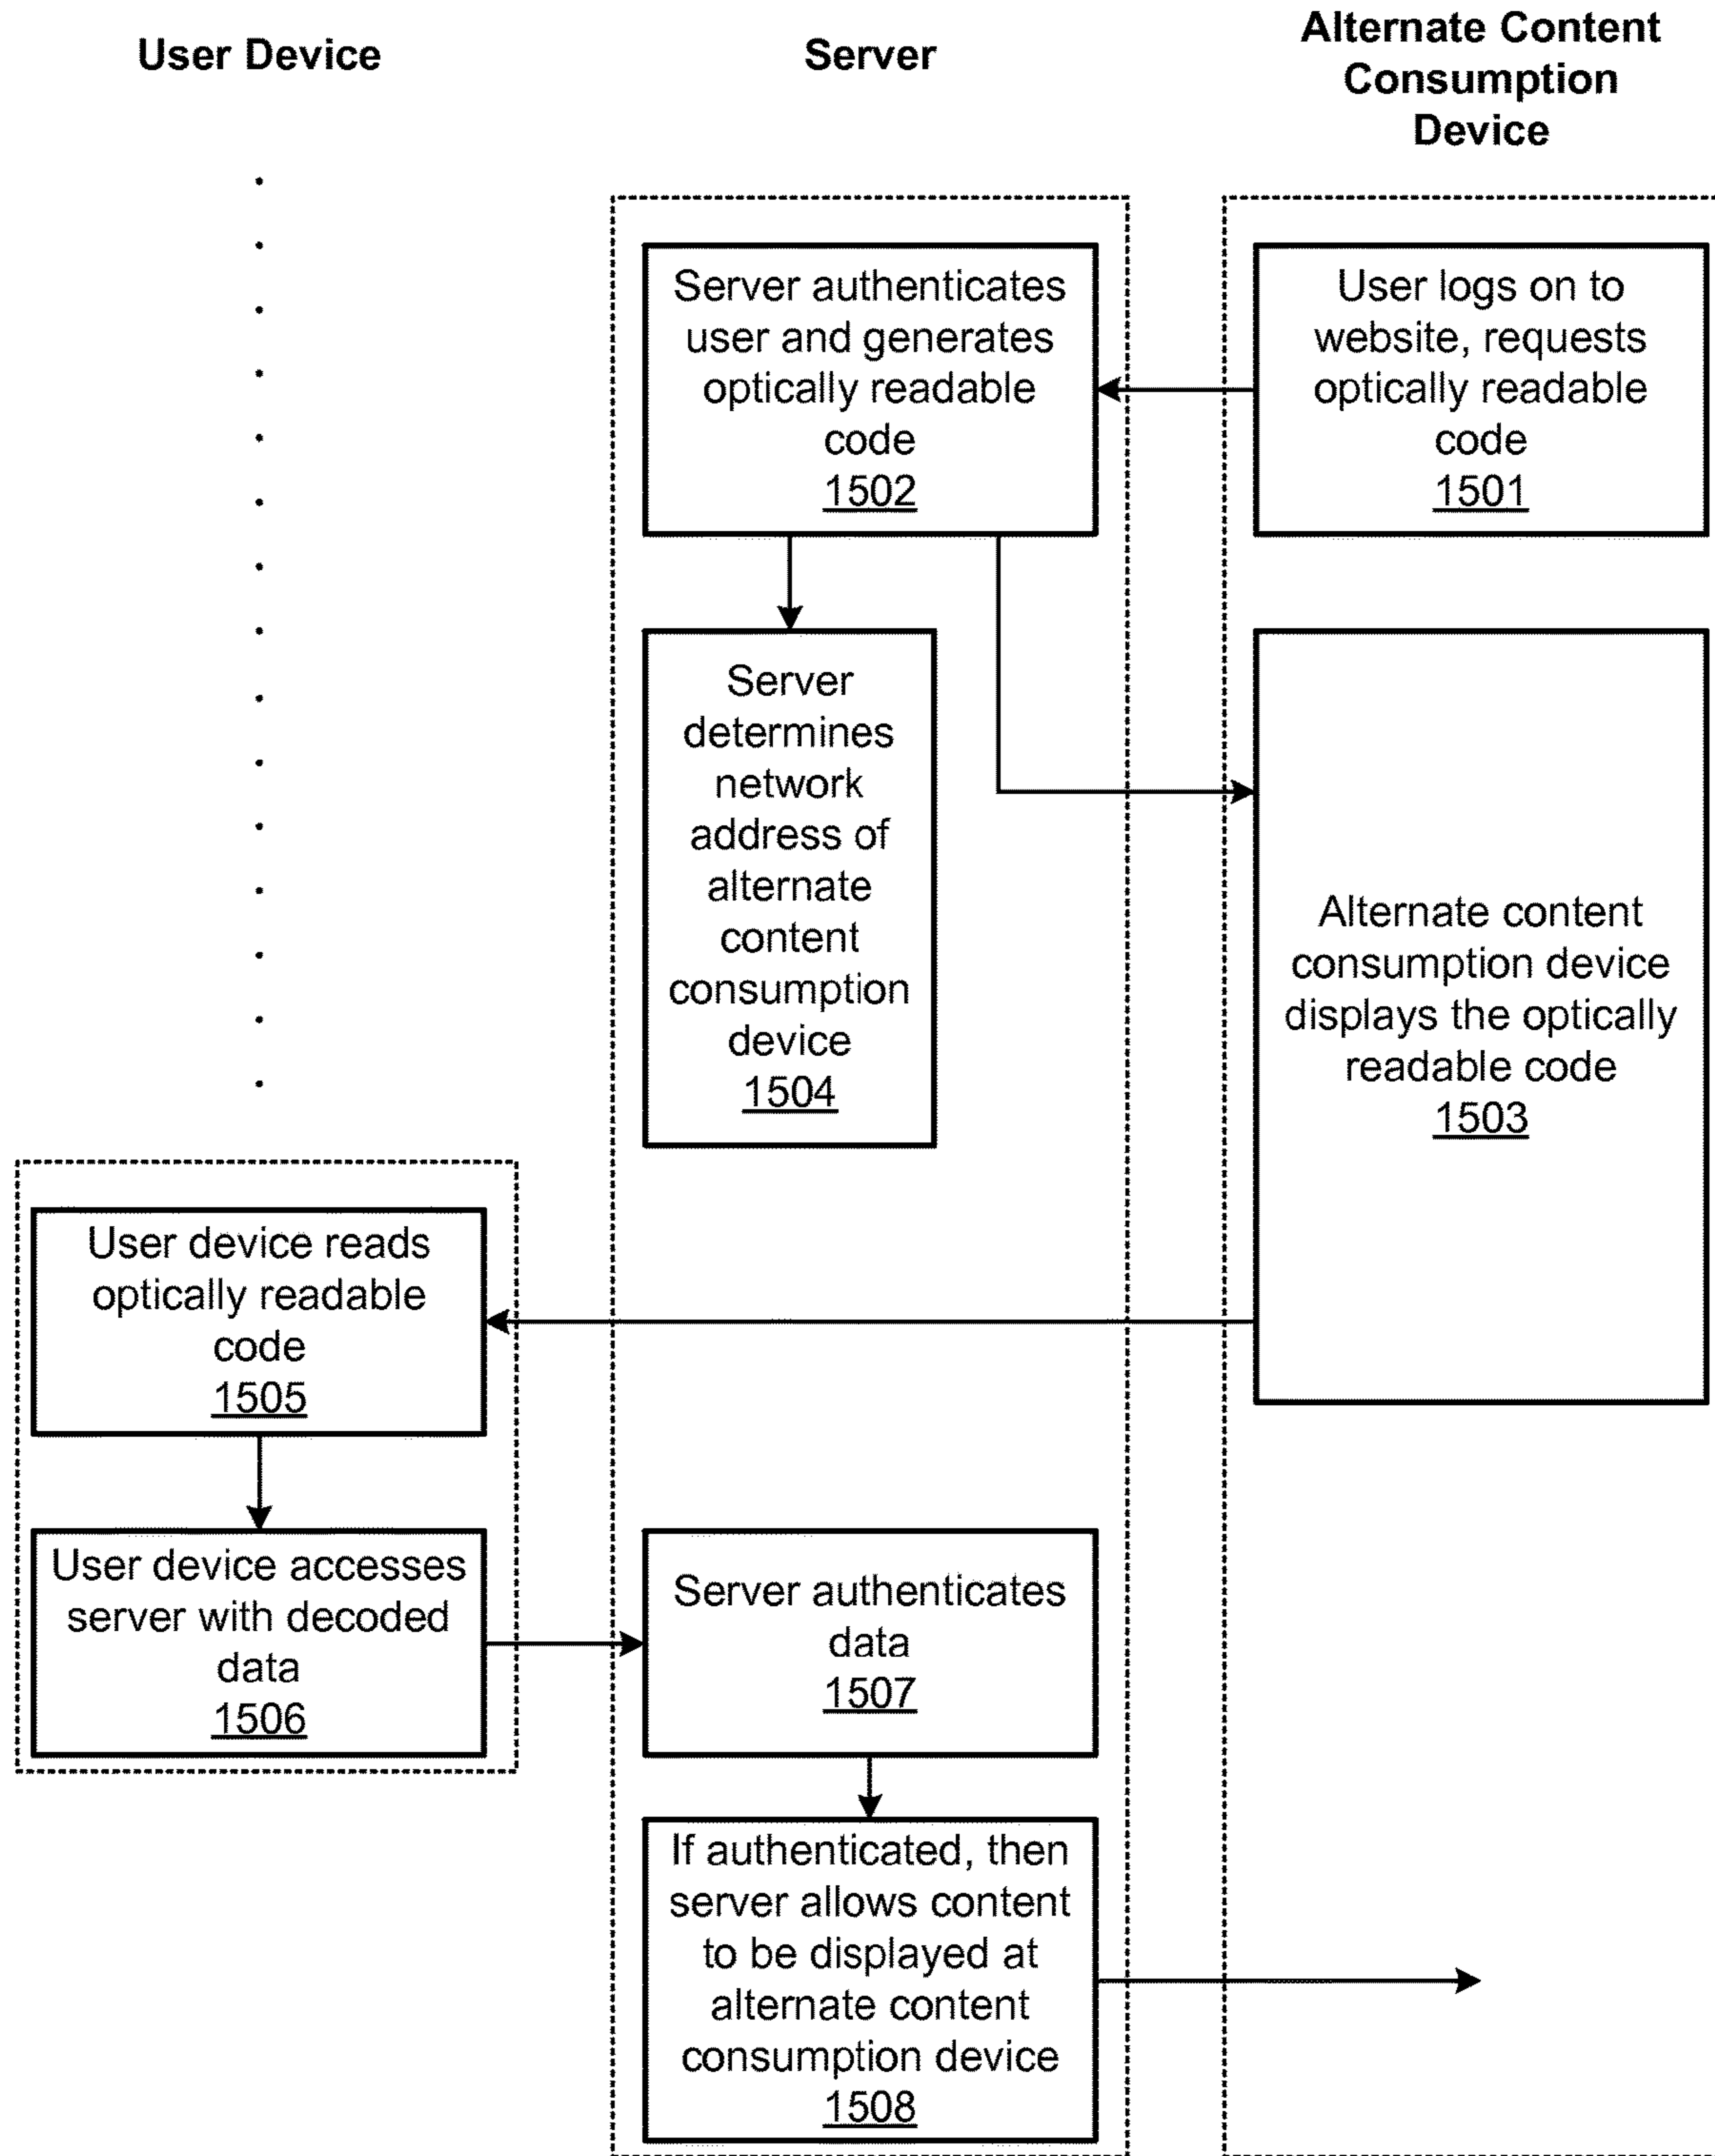 User Device
Server
Alternate Content
Consumption
Device
Server authenticates
user and generates
optically readable
code
1502
User logs on to
website, requests
optically readable
code
1501
Server
determines
network
address of
alternate
content
consumption
device
1504
Alternate content
consumption device
displays the optically
readable code
1503
User device reads
optically readable
code
1505
User device accesses
server with decoded
data
1506
Server authenticates
data
1507
If authenticated, then
server allows content
to be displayed at
alternate content
consumption device
1508